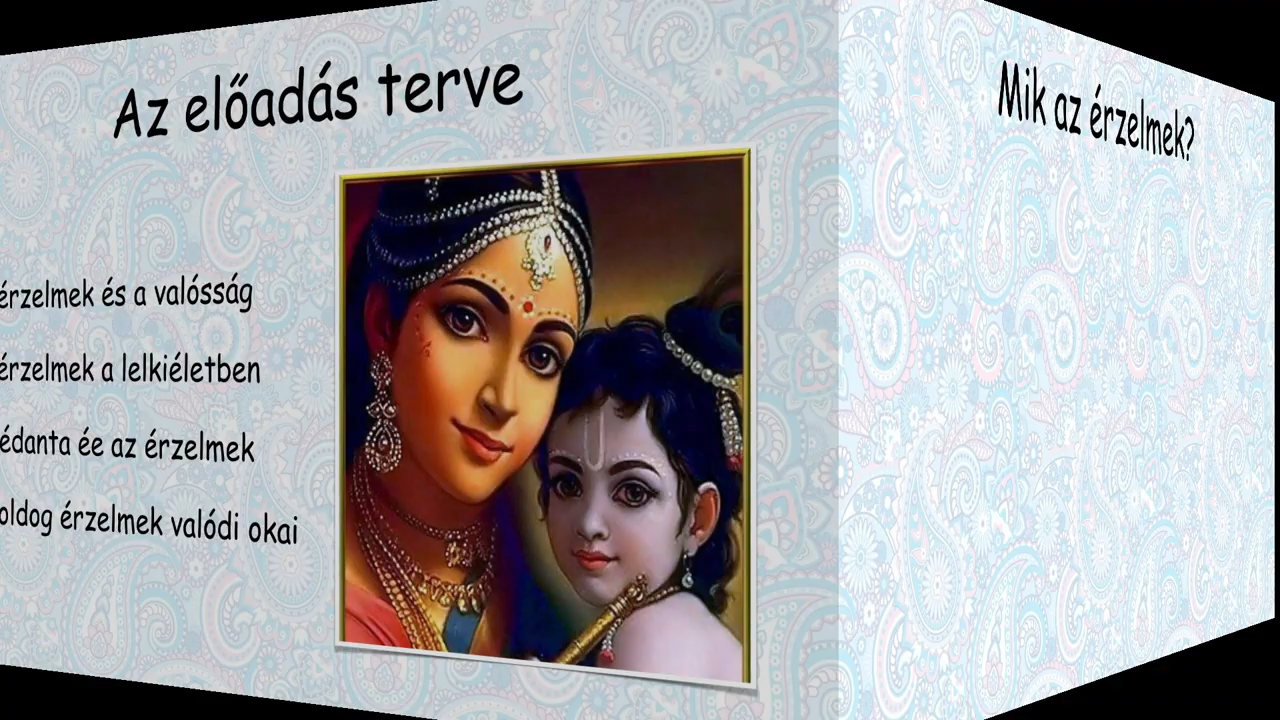 Az előadás terve
érzelmek és a valósság
érzelmek a lelkiéletben
édanta ée az érzelmek
oldog érzelmek valódi okai
Mik az érzelmek?